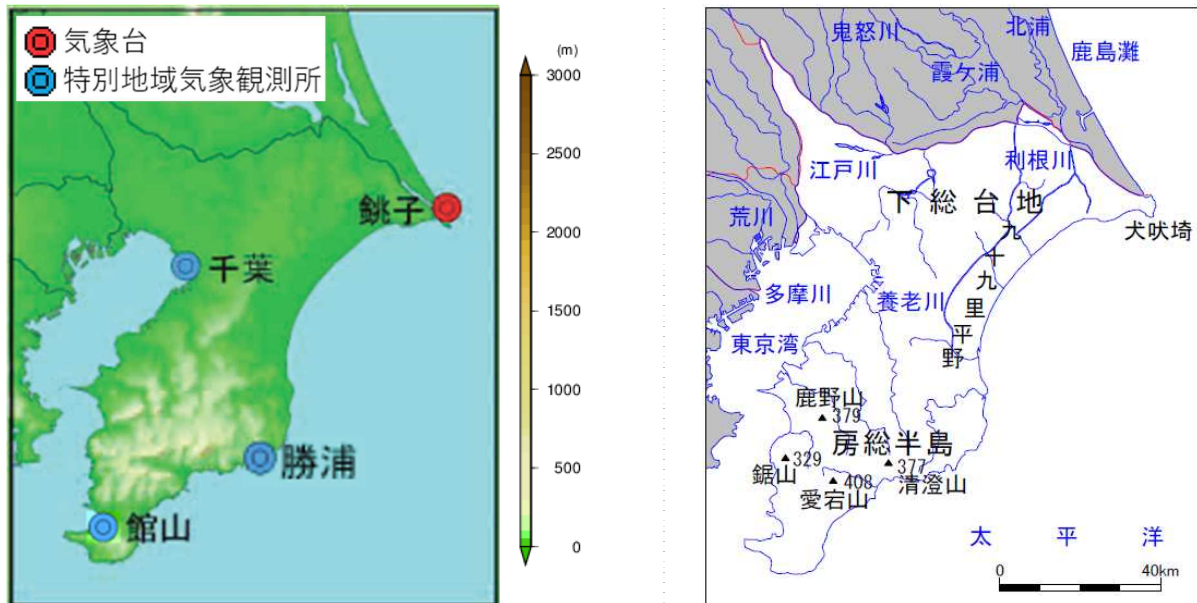 気象台
特別地域気象観測所
銚子
千葉
勝浦
館山
(m)
3000
2500
2000
1500
1000
500
0
鬼怒川
北浦
鹿島灘
霞ケ浦
江戸川
利根川
下総台地
荒川
犬吠埼
九十九里平野
多摩川
養老川
東京湾
鹿野山
379
房総半島
329
鋸山
377
清澄山
408
愛宕山
太平洋
0
40km